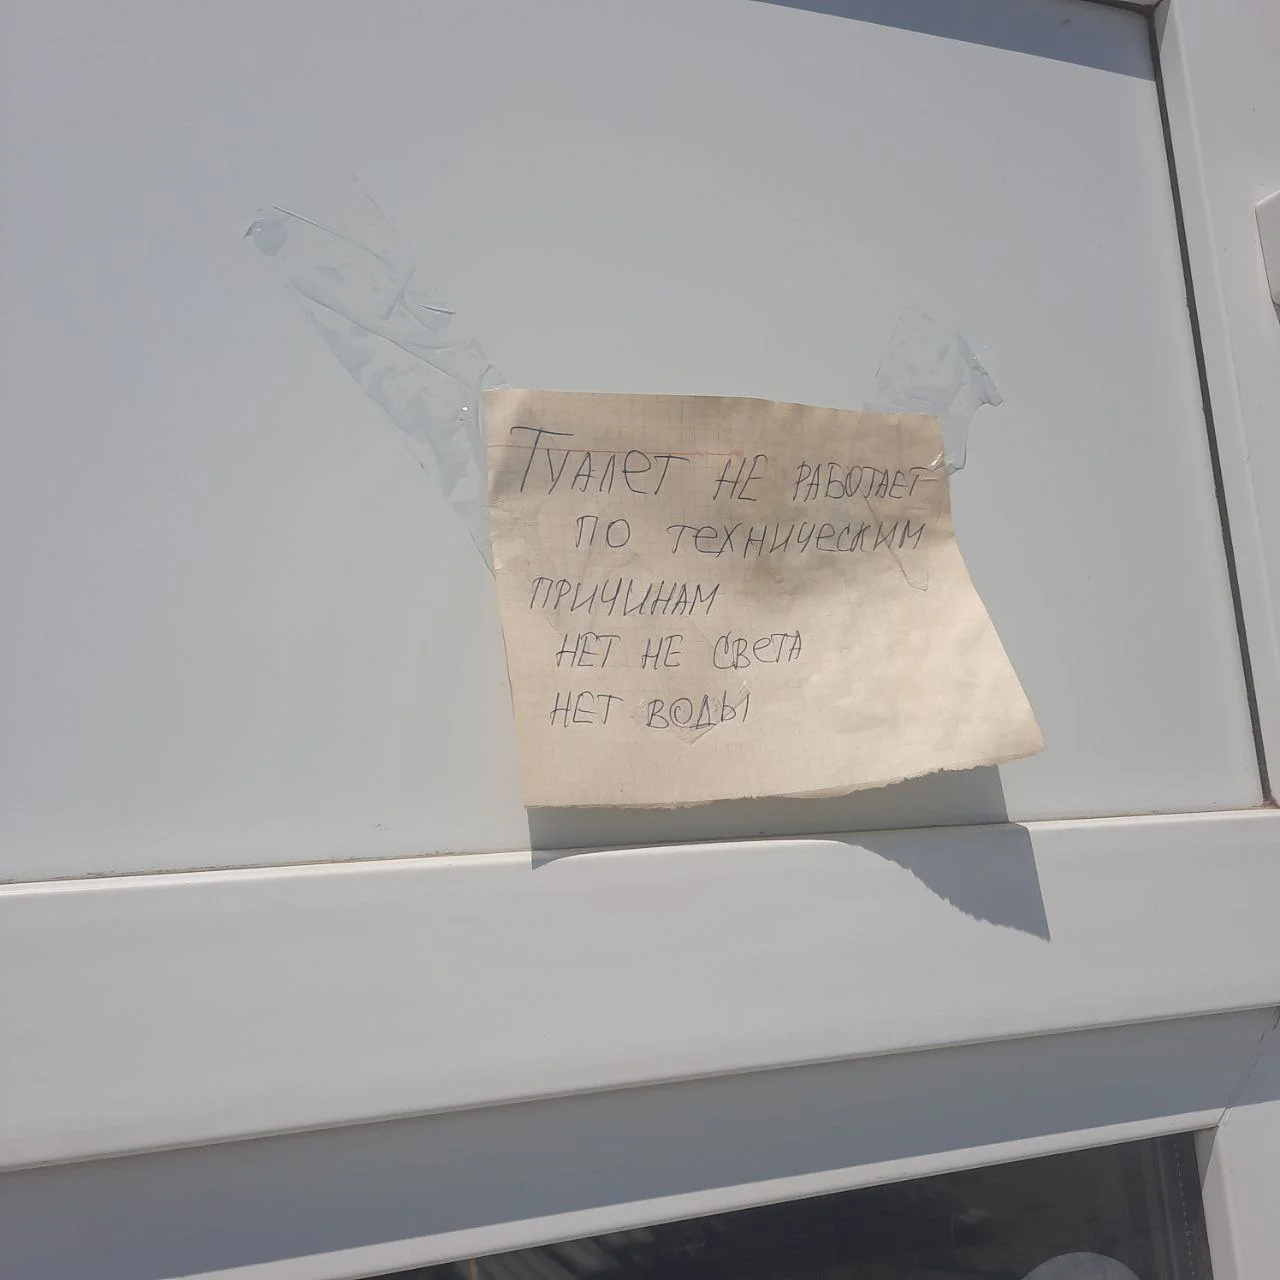 Туалет не работает
по техническим
причинам
нет не света
нет воды